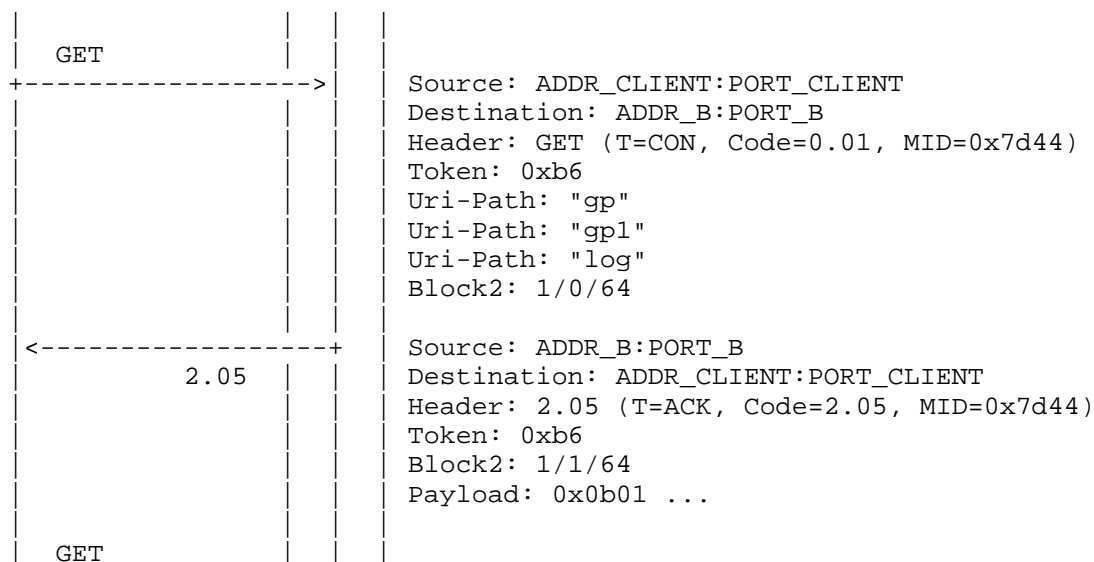 GET
Source: ADDR_CLIENT:PORT_CLIENT
Destination: ADDR_B:PORT_B
Header: GET (T=CON, Code=0.01, MID=0x7d44)
Token: 0xb6
Uri-Path: "gp"
Uri-Path: "gp1"
Uri-Path: "log"
Block2: 1/0/64
Source: ADDR_B:PORT_B
2.05 Destination: ADDR_CLIENT:PORT_CLIENT
Header: 2.05 (T=ACK, Code=2.05, MID=0x7d44)
Token: 0xb6
Block2: 1/1/64
Payload: 0x0b01 ...
GET